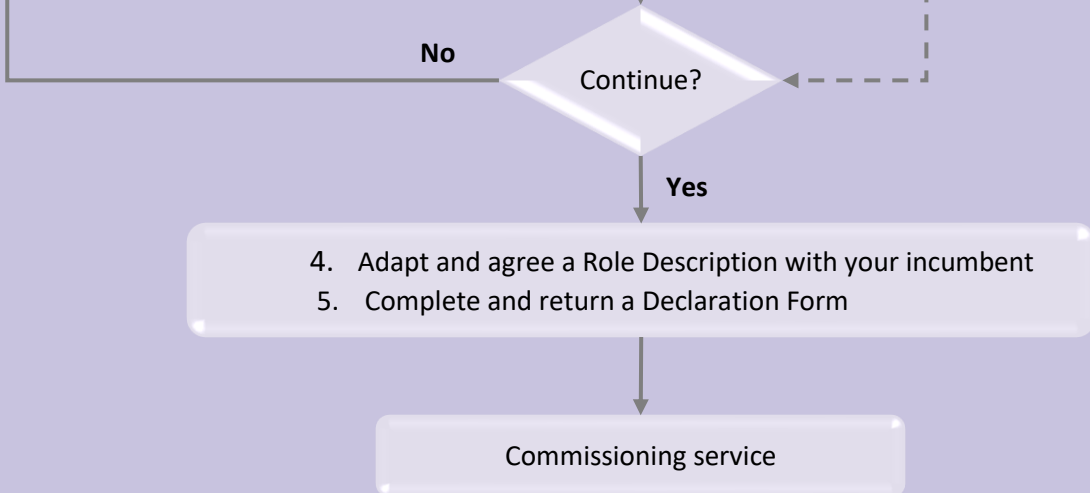 No
Continue?
Yes
4. Adapt and agree a Role Description with your incumbent
5. Complete and return a Declaration Form
Commissioning service